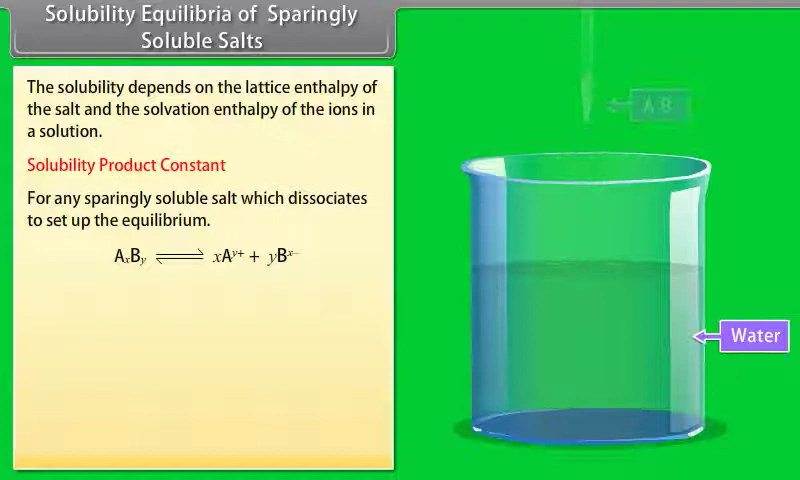 Solubility Equilibria of Sparingly
Soluble Salts
The solubility depends on the lattice enthalpy of
the salt and the solvation enthalpy of the ions in
a solution.
Solubility Product Constant
For any sparingly soluble salt which dissociates
to set up the equilibrium.
AₓBᵧ ⇌ xAʸ⁺ + yBˣ⁻
Water